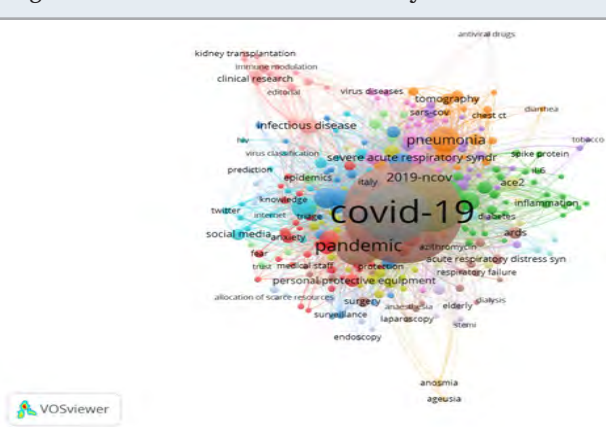 antiviral drugs
kidney transplantation
immune modulation
clinical research
editorial
virus diseases
tomography
sars-cov
chest ct
diarrhea
infectious disease
pneumonia
hiv
tobacco
virus classification
severe acute respiratory syndr
spike protein
prediction
epidemics
italy
2019-ncov
il-6
ace2
knowledge
inflammation
twitter
internet
triage
covid-19
diabetes
social media
anxiety
ards
pandemic
azithromycin
fear
acute respiratory distress syn
trust
medical staff
protection
respiratory failure
personal protective equipment
allocation of scarce resources
surgery
anaesthesia
elderly
dialysis
surveillance
laparoscopy
stemi
endoscopy
anosmia
ageusia
VOSviewer